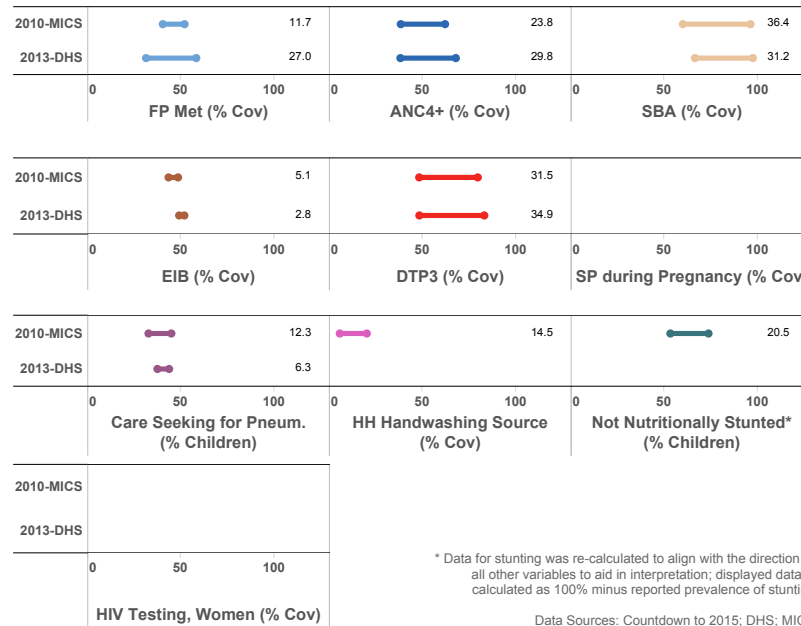 2010-MICS 11.7 23.8 36.4
2013-DHS 27.0 29.8 31.2
0 50 100 0 50 100 0 50 100
FP Met (% Cov) ANC4+ (% Cov) SBA (% Cov)
2010-MICS 5.1 31.5
2013-DHS 2.8 34.9
0 50 100 0 50 100 0 50 100
EIB (% Cov) DTP3 (% Cov) SP during Pregnancy (% Cov
2010-MICS 12.3 14.5 20.5
2013-DHS 6.3
0 50 100 0 50 100 0 50 100
Care Seeking for Pneum. HH Handwashing Source Not Nutritionally Stunted*
(% Children) (% Cov) (% Children)
2010-MICS
2013-DHS
0 50 100
HIV Testing, Women (% Cov)
* Data for stunting was re-calculated to align with the direction
all other variables to aid in interpretation; displayed data
calculated as 100% minus reported prevalence of stunti
Data Sources: Countdown to 2015; DHS; MIC